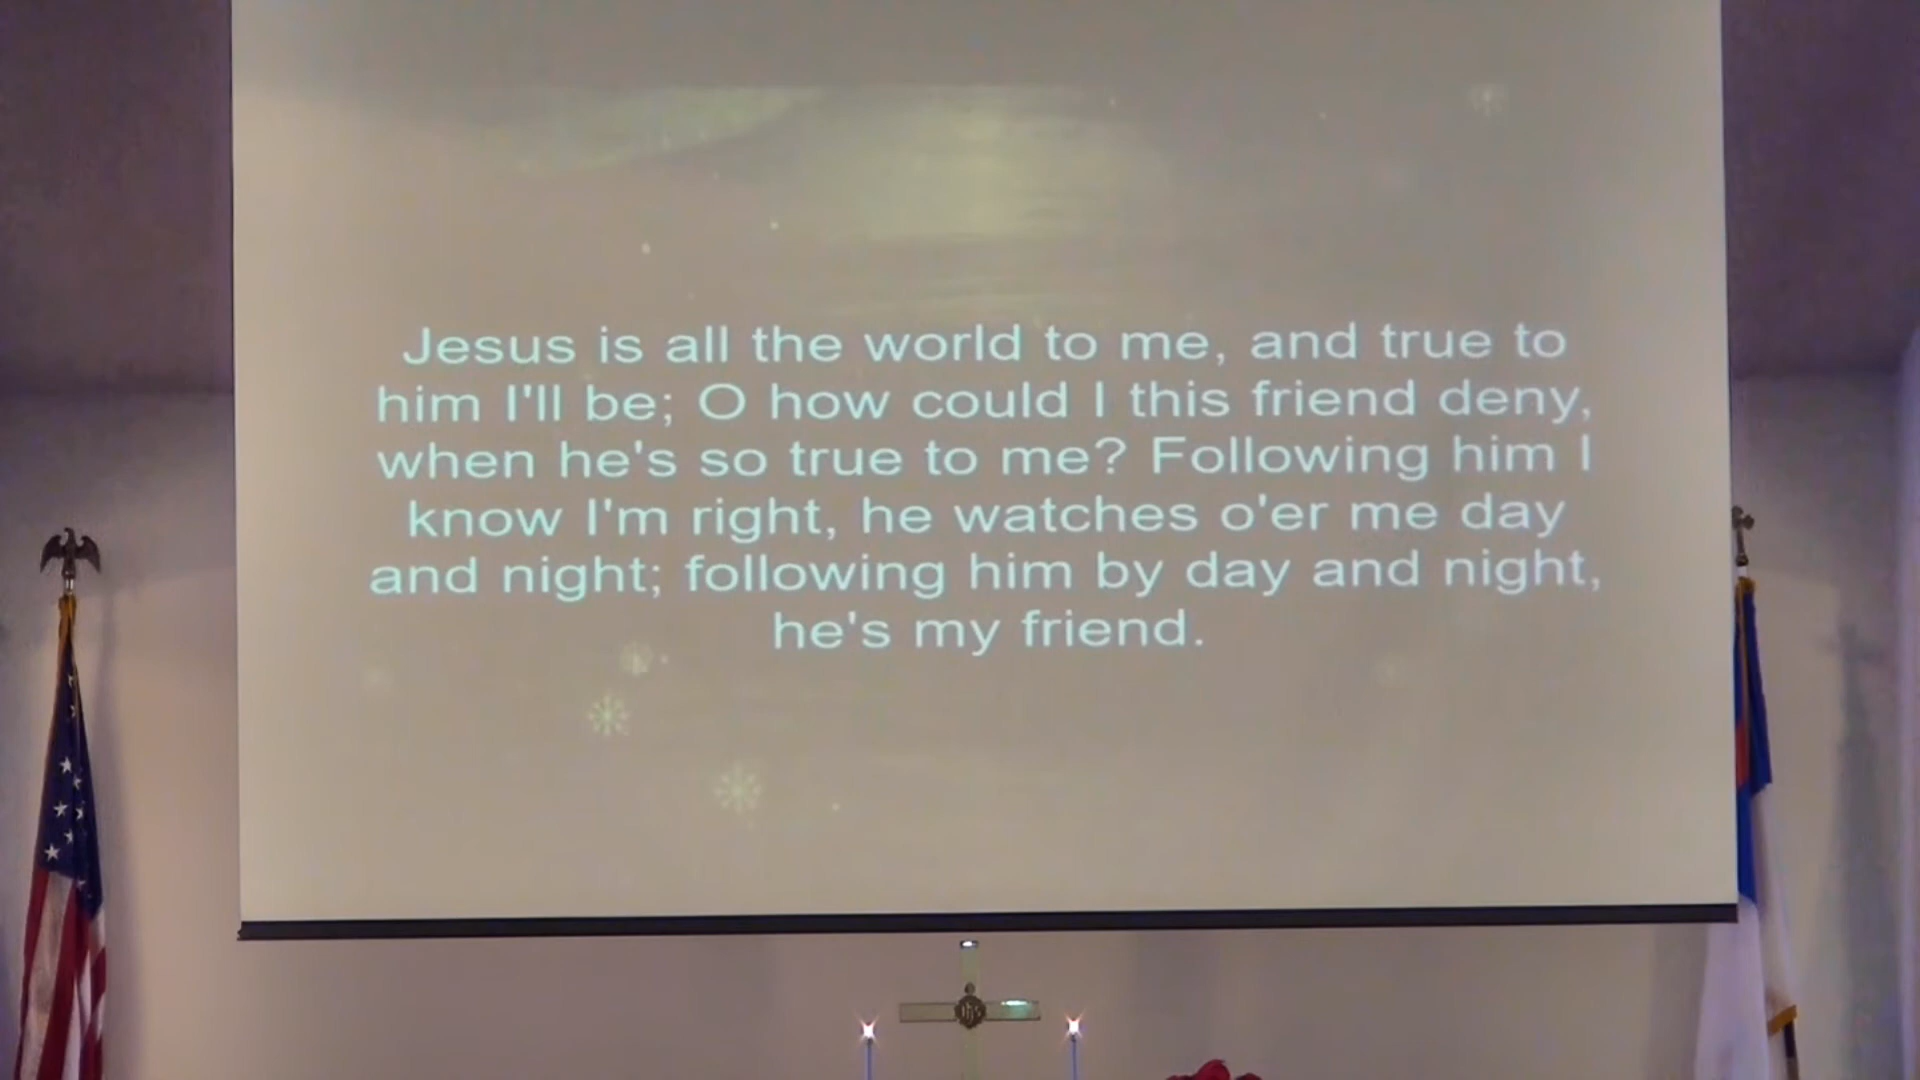 Jesus is all the world to me, and true to
him I'll be; O how could I this friend deny,
when he's so true to me? Following him I
know I'm right, he watches o'er me day
and night; following him by day and night,
he's my friend.
IHS